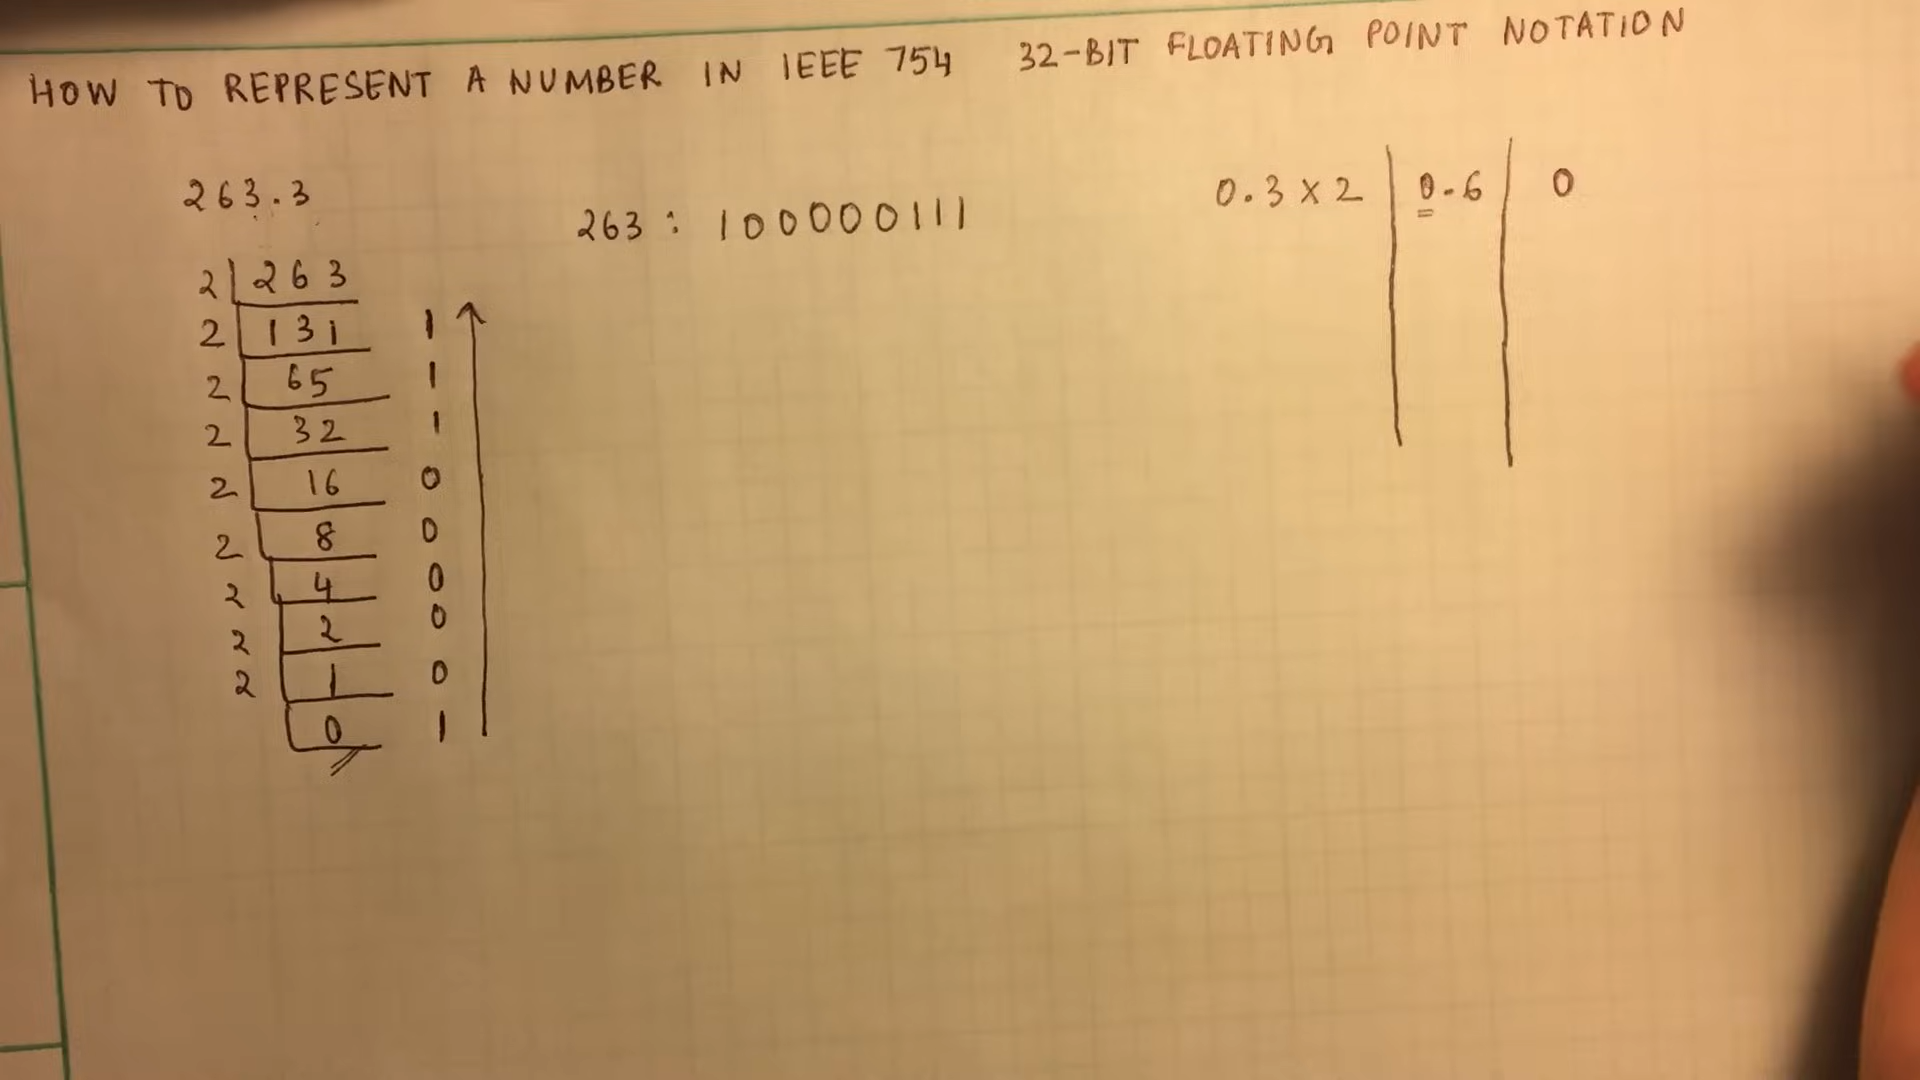 HOW TO REPRESENT A NUMBER IN IEEE 754 32-BIT FLOATING POINT NOTATION
263.3
263 : 100000111
2 263
2 131 1
2 65 1
2 32 1
2 16 0
2 8 0
2 4 0
2 2 0
2 1 0
0 1
0.3 × 2 0.6 0